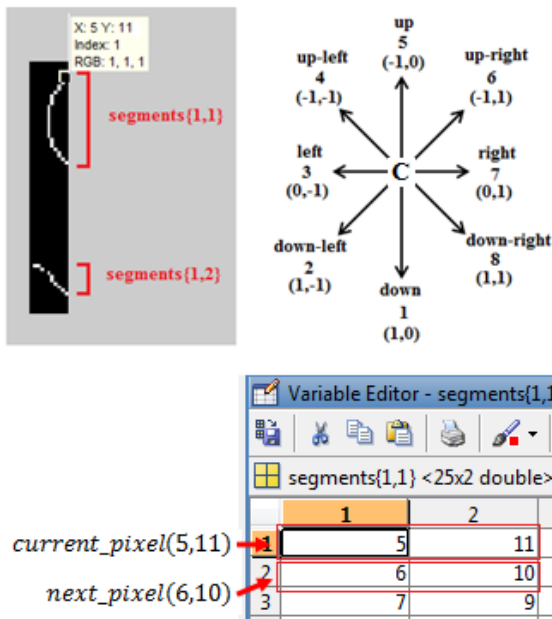 X: 5 Y: 11
Index: 1
RGB: 1, 1, 1
segments{1,1}
segments{1,2}
up
5
(-1,0)
up-left
4
(-1,-1)
up-right
6
(-1,1)
left
3
(0,-1)
C
right
7
(0,1)
down-left
2
(1,-1)
down
1
(1,0)
down-right
8
(1,1)
Variable Editor - segments{1,1
segments{1,1} <25x2 double>
1 2
current_pixel(5,11) 1 5 11
next_pixel(6,10) 2 6 10
3 7 9